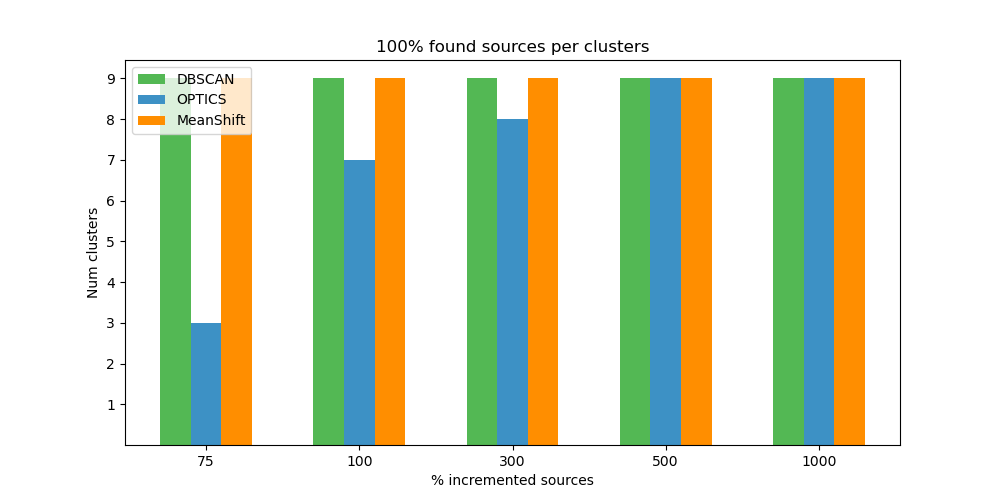 100% found sources per clusters
DBSCAN
OPTICS
MeanShift
9
8
7
6
5
4
3
2
1
Num clusters
75 100 300 500 1000
% incremented sources